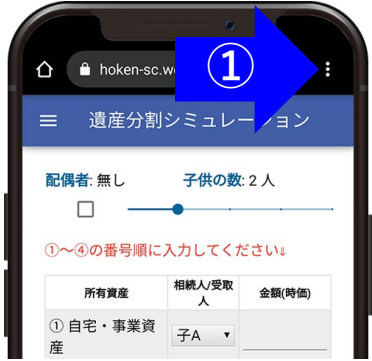 hoken-sc.w
①
遺産分割シミュレーション
配偶者: 無し 子供の数: 2 人
①～④の番号順に入力してください⇓
所有資産 相続人/受取人 金額(時価)
① 自宅・事業資産 子A